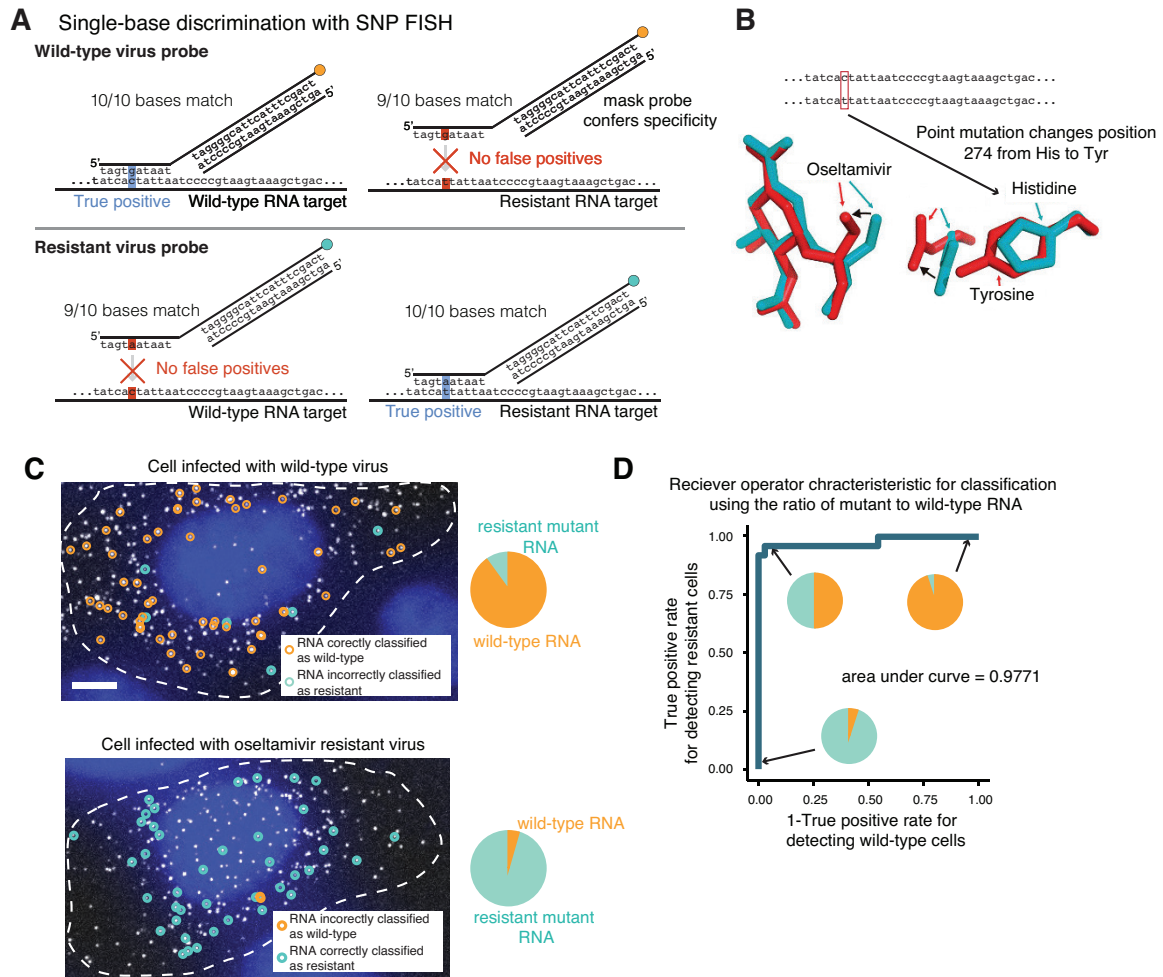 A
Single-base discrimination with SNP FISH
Wild-type virus probe
10/10 bases match
taggggcattcatttcgact
atccccgtaagtaaagctga
5'
5'
tagtgataat
...tatcactattaatccccgtaagtaaagctgac...
True positive
Wild-type RNA target
9/10 bases match
taggggcattcatttcgact
atccccgtaagtaaagctga
5'
mask probe
confers specificity
5'
tagtgataat
No false positives
...tatcattattaatccccgtaagtaaagctgac...
Resistant RNA target
Resistant virus probe
9/10 bases match
taggggcattcatttcgact
atccccgtaagtaaagctga
5'
5'
tagtaataat
No false positives
...tatcactattaatccccgtaagtaaagctgac...
Wild-type RNA target
10/10 bases match
taggggcattcatttcgact
atccccgtaagtaaagctga
5'
5'
tagtaataat
...tatcattattaatccccgtaagtaaagctgac...
True positive
Resistant RNA target
B
...tatcactattaatccccgtaagtaaagctgac...
...tatcattattaatccccgtaagtaaagctgac...
Point mutation changes position
274 from His to Tyr
Oseltamivir
Histidine
Tyrosine
C
Cell infected with wild-type virus
RNA corectly classified
as wild-type
RNA incorrectly classified
as resistant
resistant mutant
RNA
wild-type RNA
Cell infected with oseltamivir resistant virus
RNA incorectly classified
as wild-type
RNA correctly classified
as resistant
wild-type RNA
resistant mutant
RNA
D
Reciever operator chracteristeristic for classification
using the ratio of mutant to wild-type RNA
True positive rate
for detecting resistant cells
1.00
0.75
0.50
0.25
0.00
area under curve = 0.9771
0.00 0.25 0.50 0.75 1.00
1-True positive rate for
detecting wild-type cells